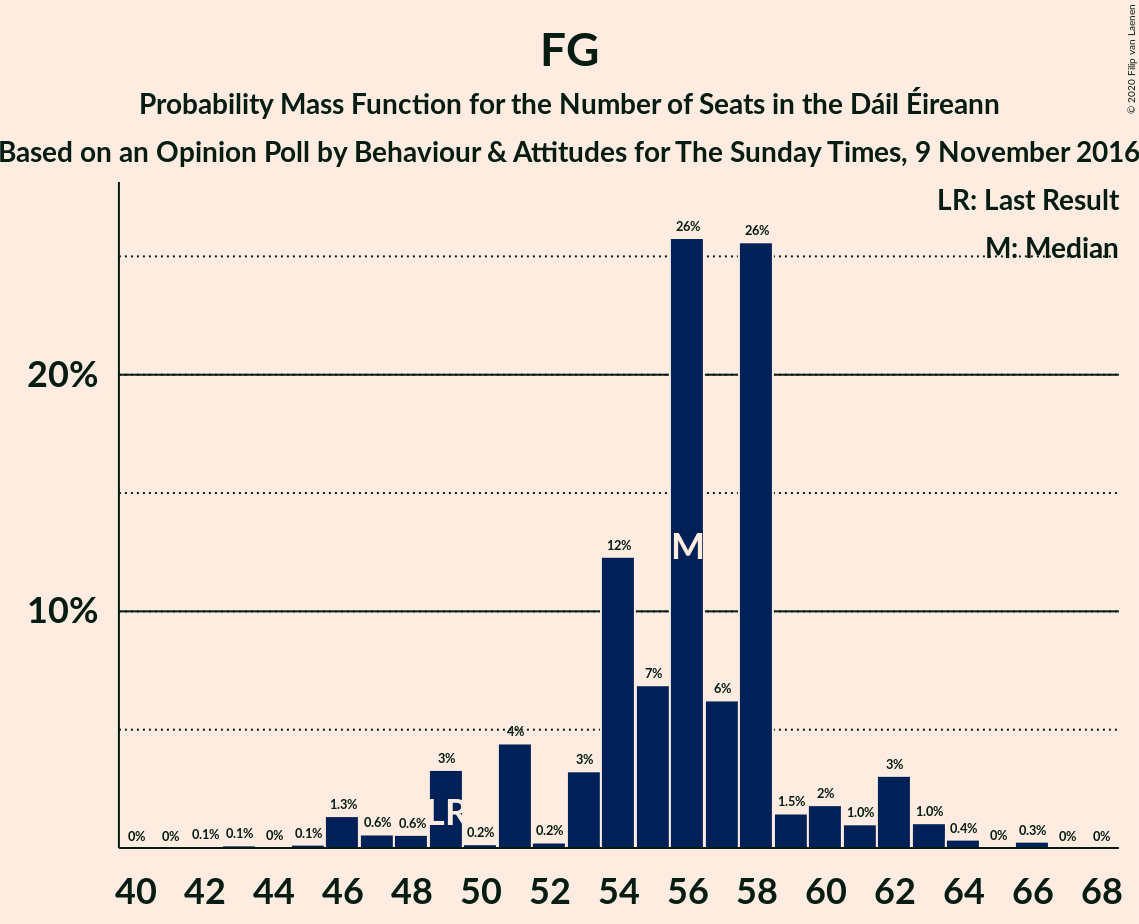 FG
Probability Mass Function for the Number of Seats in the Dáil Éireann
Based on an Opinion Poll by Behaviour & Attitudes for The Sunday Times, 9 November 2016
© 2020 Filip van Laenen
LR: Last Result
M: Median
20%
10%
0% 0% 0.1% 0.1% 0% 0.1% 1.3% 0.6% 0.6% 3% 0.2% 4% 0.2% 3% 12% 7% 26% 6% 26% 1.5% 2% 1.0% 3% 1.0% 0.4% 0% 0.3% 0% 0%
LR
M
40 42 44 46 48 50 52 54 56 58 60 62 64 66 68